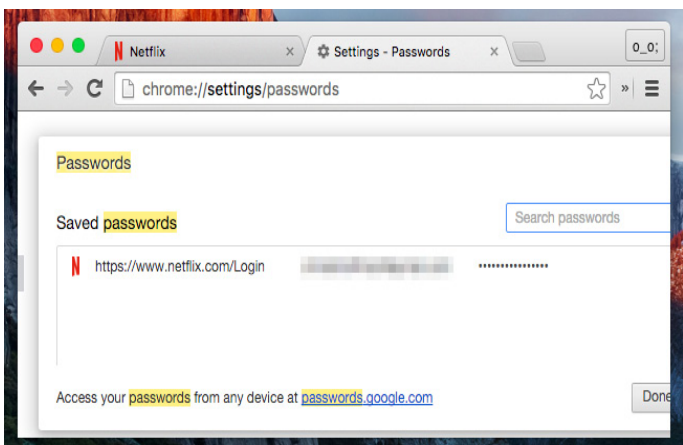 Netflix × Settings - Passwords × o_o;
chrome://settings/passwords »
Passwords
Saved passwords Search passwords
N https://www.netflix.com/Login ••••••••••••••••
Access your passwords from any device at passwords.google.com Done